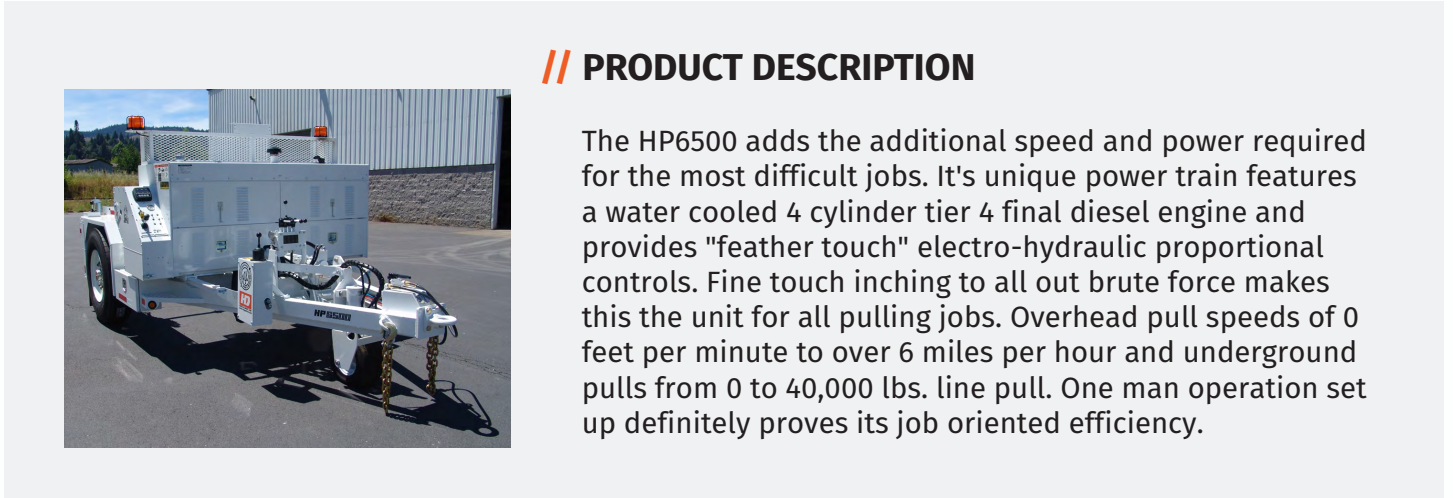 // PRODUCT DESCRIPTION
The HP6500 adds the additional speed and power required
for the most difficult jobs. It's unique power train features
a water cooled 4 cylinder tier 4 final diesel engine and
provides "feather touch" electro-hydraulic proportional
controls. Fine touch inching to all out brute force makes
this the unit for all pulling jobs. Overhead pull speeds of 0
feet per minute to over 6 miles per hour and underground
pulls from 0 to 40,000 lbs. line pull. One man operation set
up definitely proves its job oriented efficiency.
HP 6500